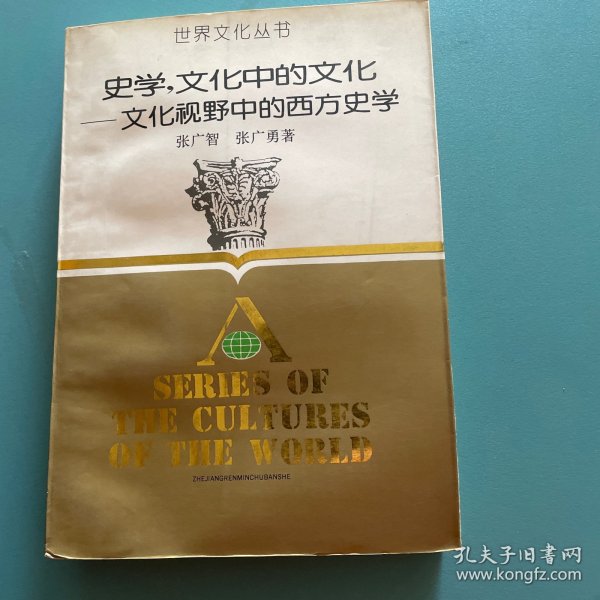 世界文化丛书
史学,文化中的文化
——文化视野中的西方史学
张广智 张广勇著
A
SERIES OF
THE CULTURES
OF THE WORLD
ZHEJIANGRENMINCHUBANSHE
孔夫子旧书网
www.kongfz.com